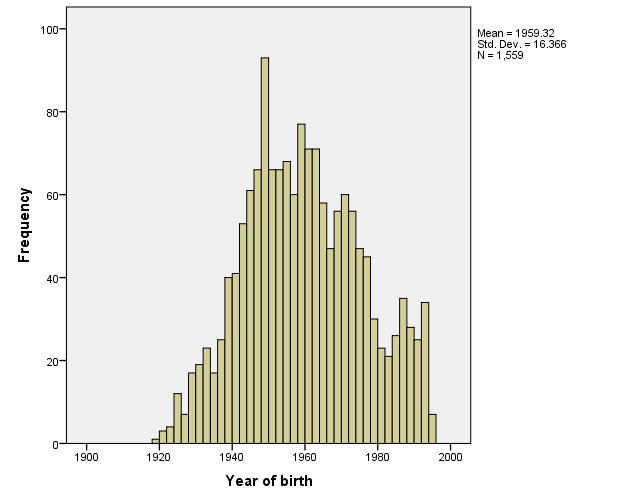 Mean = 1959.32
Std. Dev. = 16.366
N = 1,559
100
80
60
40
20
0
Frequency
1900 1920 1940 1960 1980 2000
Year of birth